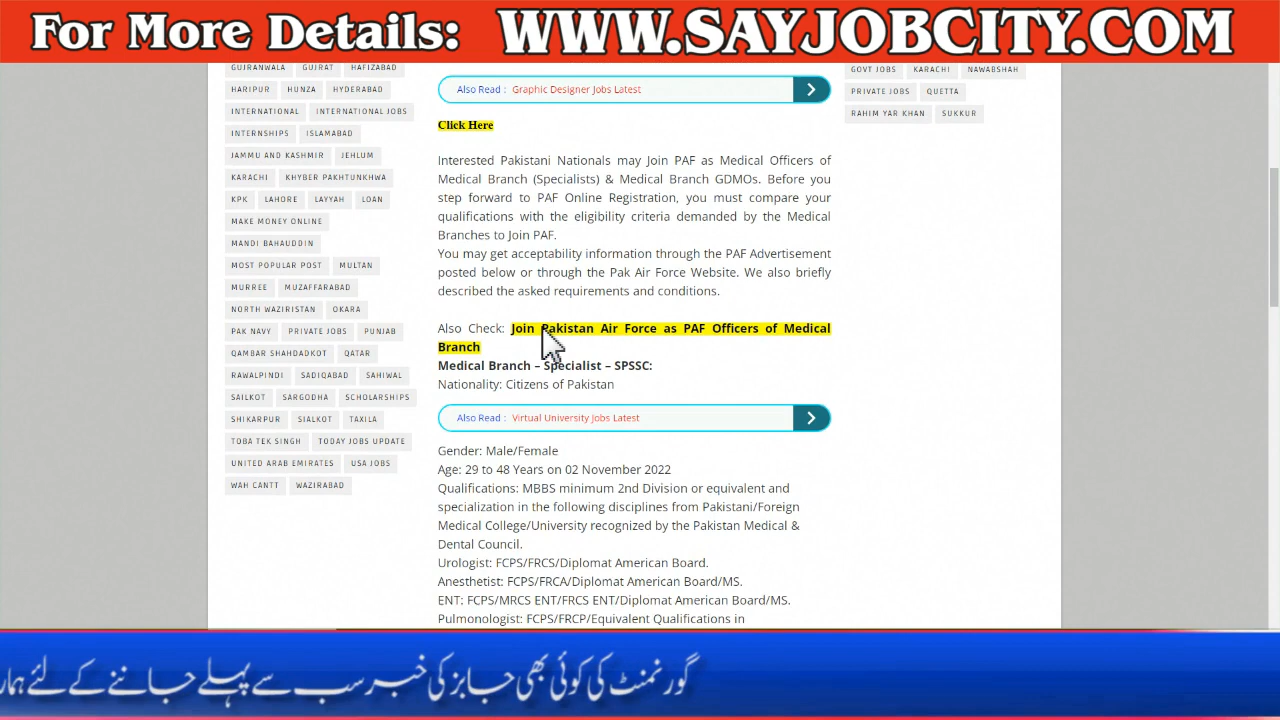 For More Details: WWW.SAYJOBCITY.COM
GUJRANWALA GUJRAT HAFIZABAD
HARIPUR HUNZA HYDERABAD
INTERNATIONAL INTERNATIONAL JOBS
INTERNSHIPS ISLAMABAD
JAMMU AND KASHMIR JEHLUM
KARACHI KHYBER PAKHTUNKHWA
KPK LAHORE LAYYAH LOAN
MAKE MONEY ONLINE
MANDI BAHAUDDIN
MOST POPULAR POST MULTAN
MURREE MUZAFFARABAD
NORTH WAZIRISTAN OKARA
PAK NAVY PRIVATE JOBS PUNJAB
QAMBAR SHAHDADKOT QATAR
RAWALPINDI SADIQABAD SAHIWAL
SAILKOT SARGODHA SCHOLARSHIPS
SHIKARPUR SIALKOT TAXILA
TOBA TEK SINGH TODAY JOBS UPDATE
UNITED ARAB EMIRATES USA JOBS
WAH CANTT WAZIRABAD
Also Read : Graphic Designer Jobs Latest
Click Here
Interested Pakistani Nationals may Join PAF as Medical Officers of
Medical Branch (Specialists) & Medical Branch GDMOs. Before you
step forward to PAF Online Registration, you must compare your
qualifications with the eligibility criteria demanded by the Medical
Branches to Join PAF.
You may get acceptability information through the PAF Advertisement
posted below or through the Pak Air Force Website. We also briefly
described the asked requirements and conditions.
Also Check: Join Pakistan Air Force as PAF Officers of Medical
Branch
Medical Branch – Specialist – SPSSC:
Nationality: Citizens of Pakistan
Also Read : Virtual University Jobs Latest
Gender: Male/Female
Age: 29 to 48 Years on 02 November 2022
Qualifications: MBBS minimum 2nd Division or equivalent and
specialization in the following disciplines from Pakistani/Foreign
Medical College/University recognized by the Pakistan Medical &
Dental Council.
Urologist: FCPS/FRCS/Diplomat American Board.
Anesthetist: FCPS/FRCA/Diplomat American Board/MS.
ENT: FCPS/MRCS ENT/FRCS ENT/Diplomat American Board/MS.
Pulmonologist: FCPS/FRCP/Equivalent Qualifications in
GOVT JOBS KARACHI NAWABSHAH
PRIVATE JOBS QUETTA
RAHIM YAR KHAN SUKKUR
گورنمنٹ کی کوئی بھی جابز کی خبر سب سے پہلے جاننے کے لئے ہمار